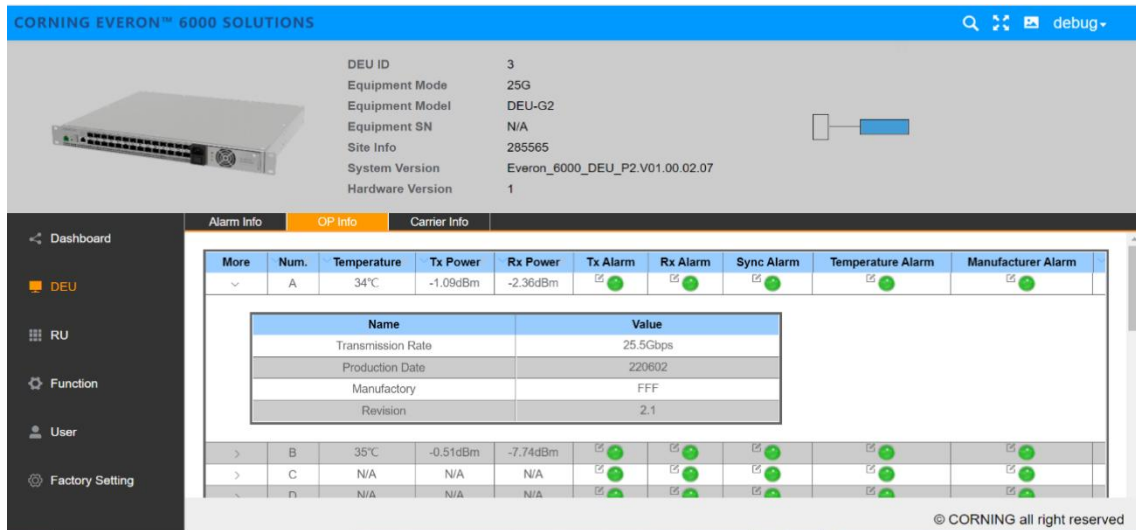 CORNING EVERON™ 6000 SOLUTIONS
debug
DEU ID 3
Equipment Mode 25G
Equipment Model DEU-G2
Equipment SN N/A
Site Info 285565
System Version Everon_6000_DEU_P2.V01.00.02.07
Hardware Version 1
Alarm Info OP Info Carrier Info
Dashboard
DEU
RU
Function
User
Factory Setting
More Num. Temperature Tx Power Rx Power Tx Alarm Rx Alarm Sync Alarm Temperature Alarm Manufacturer Alarm
A 34℃ -1.09dBm -2.36dBm
Name Value
Transmission Rate 25.5Gbps
Production Date 220602
Manufactory FFF
Revision 2.1
B 35℃ -0.51dBm -7.74dBm
C N/A N/A N/A
D N/A N/A N/A
© CORNING all right reserved